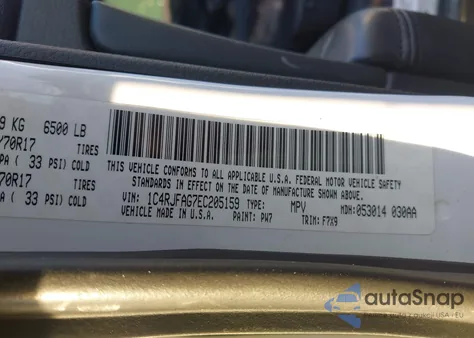 9 KG 6500 LB
/70R17 TIRES
PA ( 33 PSI) COLD
70R17 TIRES
PA ( 33 PSI) COLD
THIS VEHICLE CONFORMS TO ALL APPLICABLE U.S.A. FEDERAL MOTOR VEHICLE SAFETY
STANDARDS IN EFFECT ON THE DATE OF MANUFACTURE SHOWN ABOVE.
VIN: 1C4RJFAG7EC205159 TYPE: MPV MDH: 053014 030AA
VEHICLE MADE IN U.S.A. PAINT: PW7 TRIM: F7X9
autaSnap